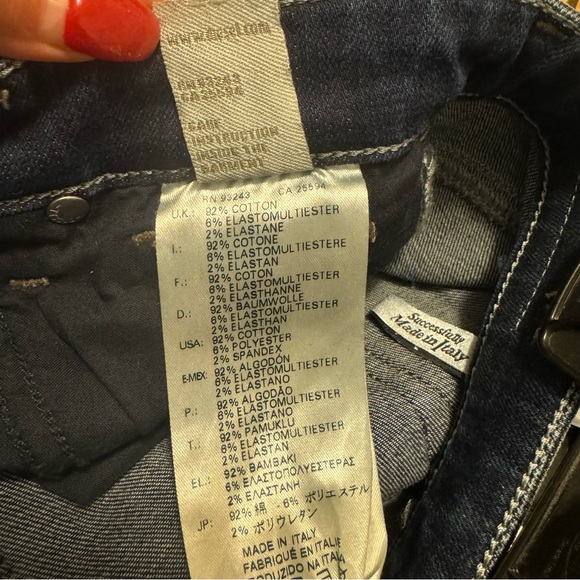 www.diesel.com
RN 93243
CA 25594
CARE
INSTRUCTION
INSIDE THE
GARMENT
RN 93243 CA 25594
U.K.: 92% COTTON
6% ELASTOMULTIESTER
2% ELASTANE
I.: 92% COTONE
6% ELASTOMULTIESTERE
2% ELASTAN
F.: 92% COTON
6% ELASTOMULTIESTER
2% ELASTHANNE
D.: 92% BAUMWOLLE
6% ELASTOMULTIESTER
2% ELASTHAN
USA: 92% COTTON
6% POLYESTER
2% SPANDEX
E-MEX: 92% ALGODÓN
6% ELASTOMULTIESTER
2% ELASTANO
P.: 92% ALGODÃO
6% ELASTOMULTIESTER
2% ELASTANO
T.: 92% PAMUKLU
6% ELASTOMULTIESTER
2% ELASTAN
EL.: 92% ΒΑΜΒΑΚΙ
6% ΕΛΑΣΤΟΠΟΛΥΕΣΤΕΡΑΣ
2% ΕΛΑΣΤΑΝΗ
JP: 92% 綿 - 6% ポリエステル
2% ポリウレタン
MADE IN ITALY
FABRIQUÉ EN ITALIE
PRODUZIDO NA
Successfully
Made in Italy